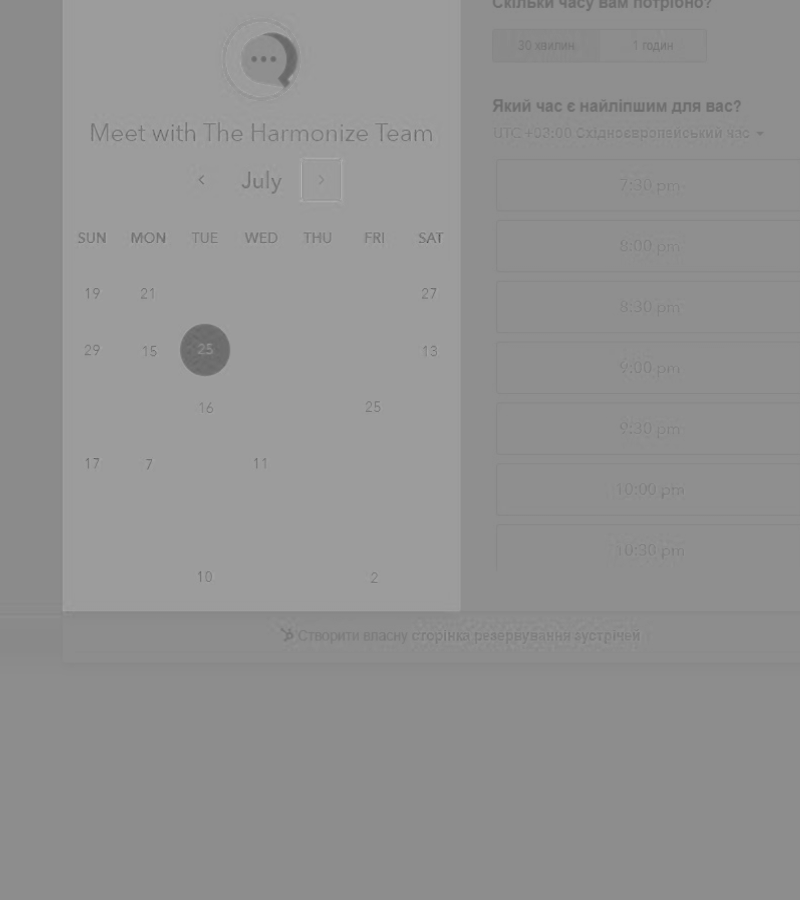 Скільки часу вам потрібно?
30 хвилин 1 годин
Meet with The Harmonize Team
Який час є найліпшим для вас?
UTC +03:00 Східноєвропейський час
July
7:30 pm
SUN MON TUE WED THU FRI SAT
8:00 pm
19 21 27
8:30 pm
29 15 25 13
9:00 pm
16 25
9:30 pm
17 7 11
10:00 pm
10:30 pm
10 2
Створити власну сторінка резервування зустрічей